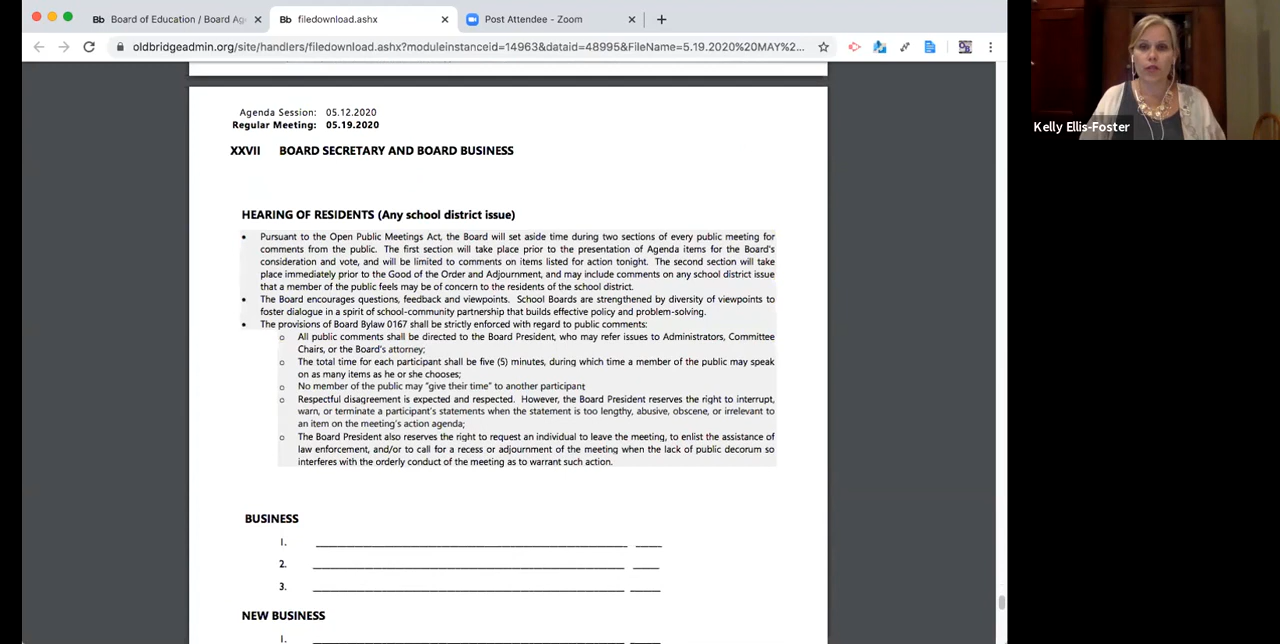 Bb Board of Education / Board Ag
Bb filedownload.ashx
Post Attendee - Zoom
oldbridgeadmin.org/site/handlers/filedownload.ashx?moduleinstanceid=14963&dataid=48995&FileName=5.19.2020%20MAY%2...
Kelly Ellis-Foster
Agenda Session: 05.12.2020
Regular Meeting: 05.19.2020
XXVII BOARD SECRETARY AND BOARD BUSINESS
HEARING OF RESIDENTS (Any school district issue)
• Pursuant to the Open Public Meetings Act, the Board will set aside time during two sections of every public meeting for
comments from the public. The first section will take place prior to the presentation of Agenda items for the Board's
consideration and vote, and will be limited to comments on items listed for action tonight. The second section will take
place immediately prior to the Good of the Order and Adjournment, and may include comments on any school district issue
that a member of the public feels may be of concern to the residents of the school district.
• The Board encourages questions, feedback and viewpoints. School Boards are strengthened by diversity of viewpoints to
foster dialogue in a spirit of school-community partnership that builds effective policy and problem-solving.
• The provisions of Board Bylaw 0167 shall be strictly enforced with regard to public comments:
o All public comments shall be directed to the Board President, who may refer issues to Administrators, Committee
Chairs, or the Board's attorney;
o The total time for each participant shall be five (5) minutes, during which time a member of the public may speak
on as many items as he or she chooses;
o No member of the public may "give their time" to another participant;
o Respectful disagreement is expected and respected. However, the Board President reserves the right to interrupt,
warn, or terminate a participant's statements when the statement is too lengthy, abusive, obscene, or irrelevant to
an item on the meeting's action agenda;
o The Board President also reserves the right to request an individual to leave the meeting, to enlist the assistance of
law enforcement, and/or to call for a recess or adjournment of the meeting when the lack of public decorum so
interferes with the orderly conduct of the meeting as to warrant such action.
BUSINESS
1.
2.
3.
NEW BUSINESS
1.